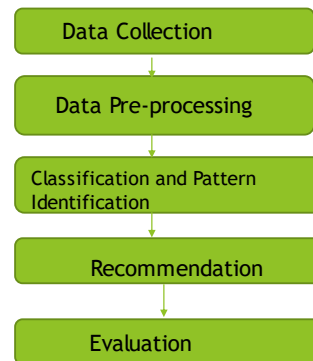 Data Collection
Data Pre-processing
Classification and Pattern
Identification
Recommendation
Evaluation